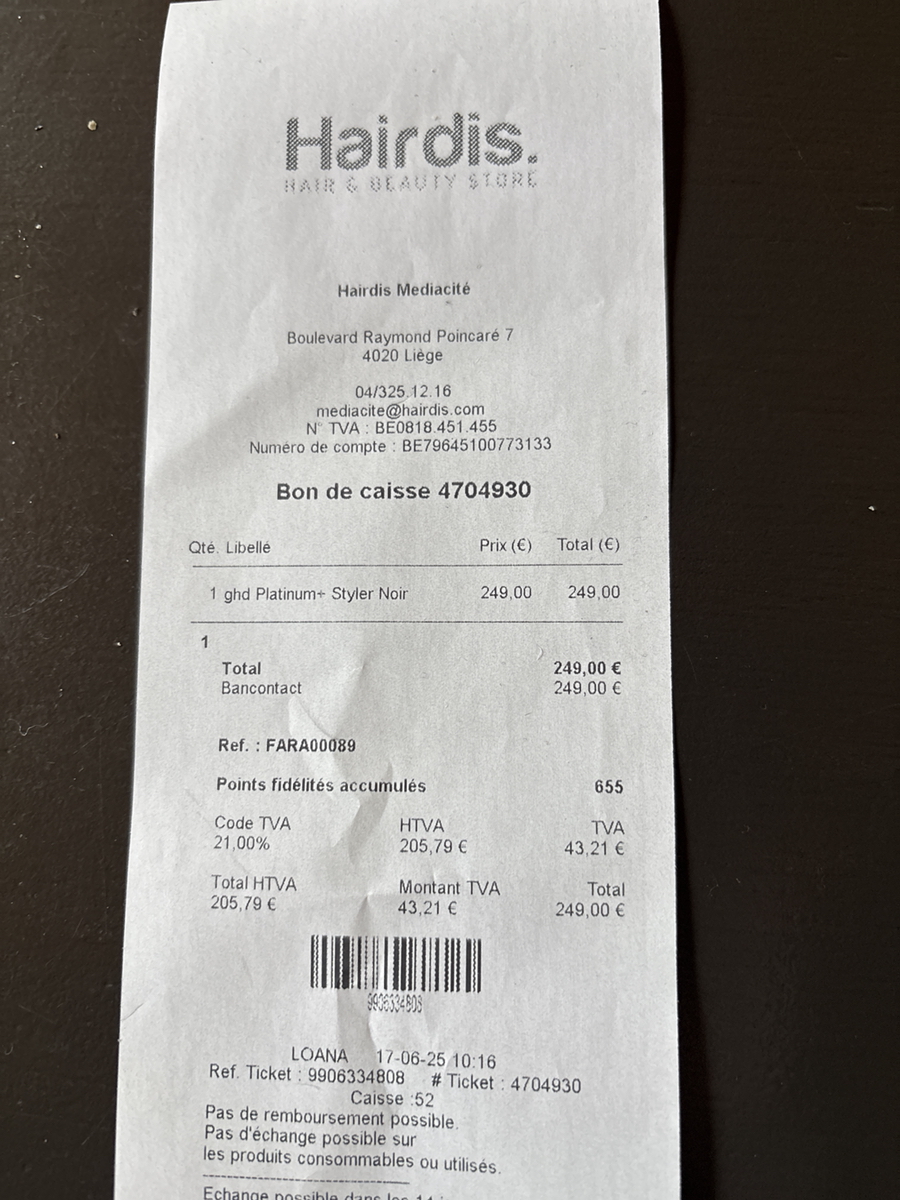 Hairdis.
HAIR & BEAUTY STORE
Hairdis Mediacité
Boulevard Raymond Poincaré 7
4020 Liège
04/325.12.16
mediacite@hairdis.com
N° TVA : BE0818.451.455
Numéro de compte : BE79645100773133
Bon de caisse 4704930
Qté. Libellé Prix (€) Total (€)
1 ghd Platinum+ Styler Noir 249,00 249,00
1
Total 249,00 €
Bancontact 249,00 €
Ref. : FARA00089
Points fidélités accumulés 655
Code TVA HTVA TVA
21,00% 205,79 € 43,21 €
Total HTVA Montant TVA Total
205,79 € 43,21 € 249,00 €
9906334808
LOANA 17-06-25 10:16
Ref. Ticket : 9906334808 # Ticket : 4704930
Caisse :52
Pas de remboursement possible.
Pas d'échange possible sur
les produits consommables ou utilisés.
Echange possible dans les 14